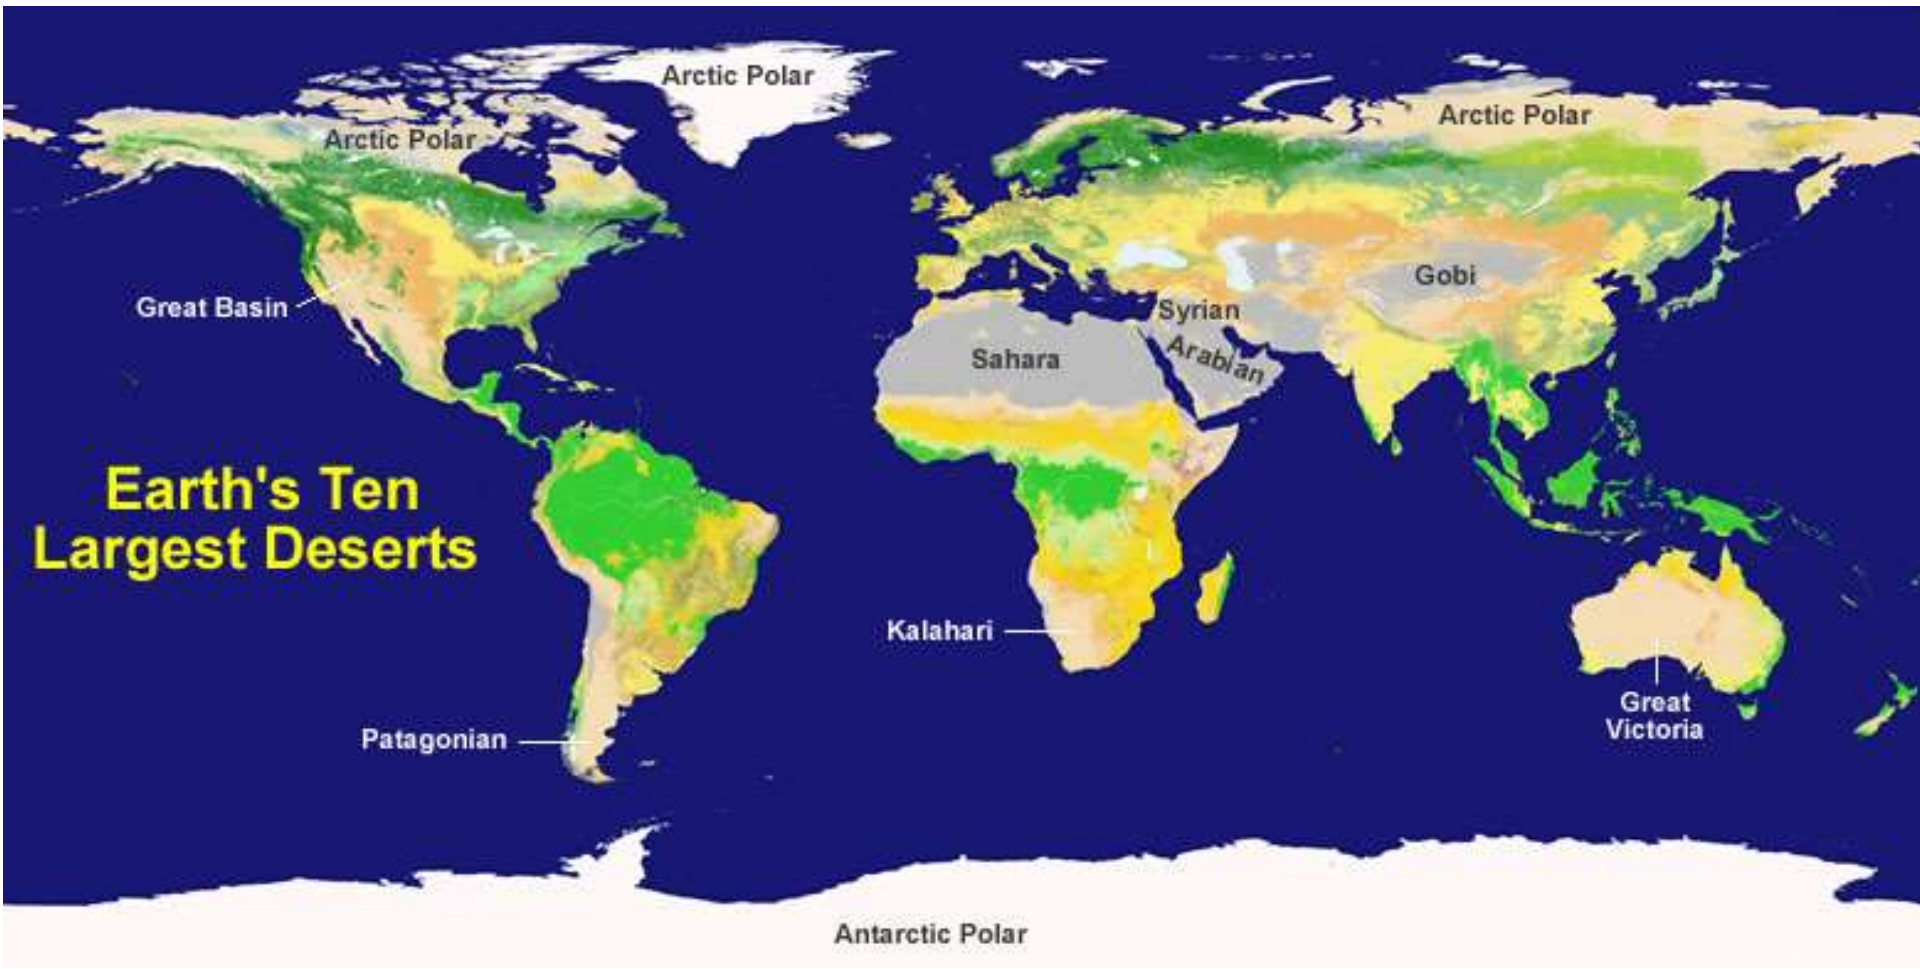 Arctic Polar
Arctic Polar
Arctic Polar
Great Basin
Gobi
Syrian
Sahara
Arabian
Earth's Ten
Largest Deserts
Kalahari
Great
Victoria
Patagonian
Antarctic Polar